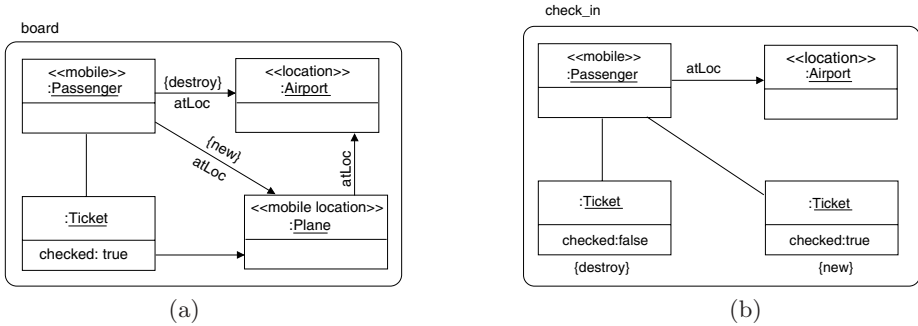 board
<<mobile>>
:Passenger
{destroy}
atLoc
<<location>>
:Airport
{new}
atLoc
atLoc
:Ticket
checked: true
<<mobile location>>
:Plane
(a)
check_in
<<mobile>>
:Passenger
atLoc
<<location>>
:Airport
:Ticket
checked:false
{destroy}
:Ticket
checked:true
{new}
(b)